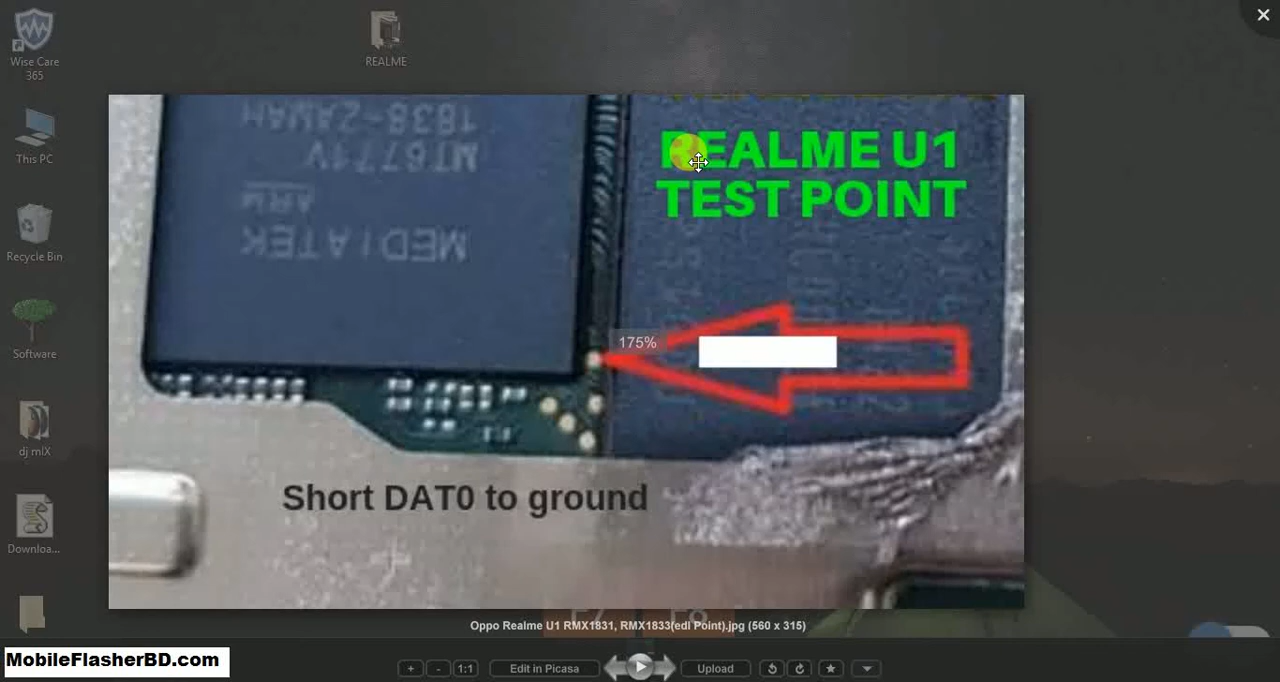 Wise Care
365
REALME
This PC
Recycle Bin
Software
dj miX
Downloa...
1838-ZAMAH
MT6771V
ARM
MEDIATEK
REALME U1
TEST POINT
175%
Short DAT0 to ground
Oppo Realme U1 RMX1831, RMX1833(edl Point).jpg (560 x 315)
MobileFlasherBD.com
+
-
1:1
Edit in Picasa
Upload